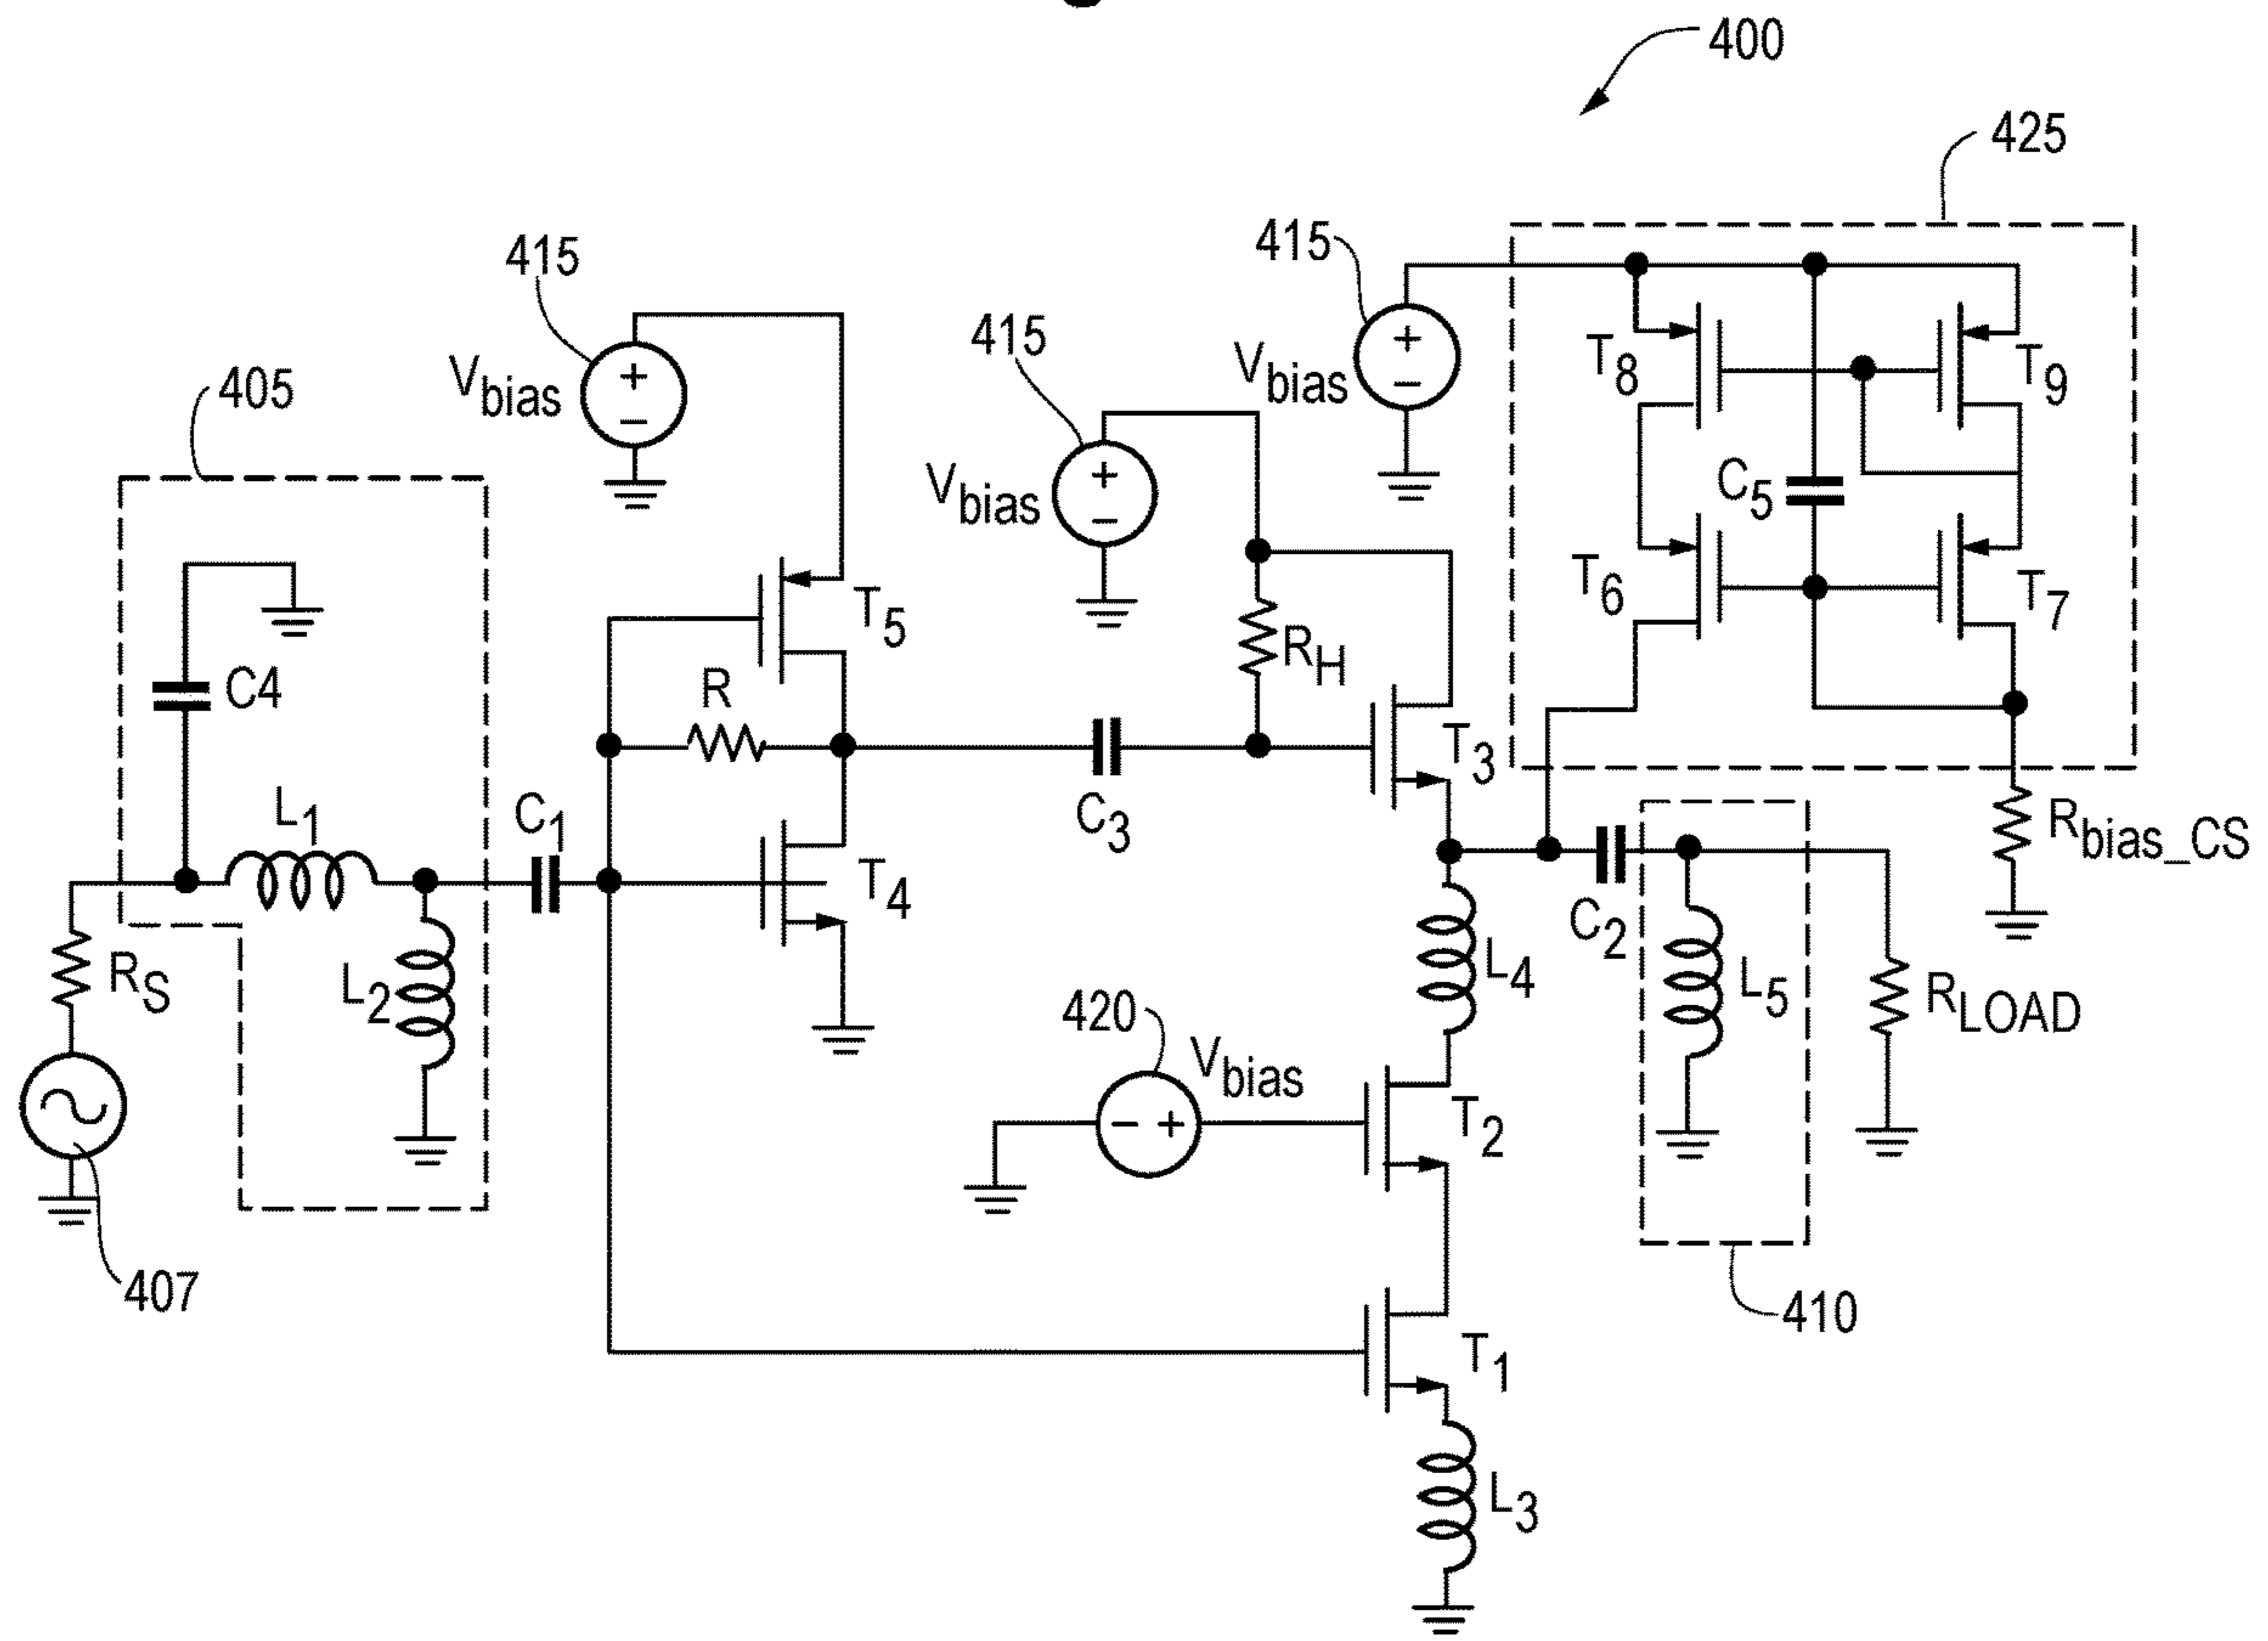 400
425
415
415
415
405
Vbias
Vbias
Vbias
T8
T9
C5
T6
T7
T5
RH
R
C4
T3
L1
C1
C3
Rbias_CS
T4
C2
RS
L2
L4
L5
RLOAD
420
Vbias
T2
407
410
T1
L3